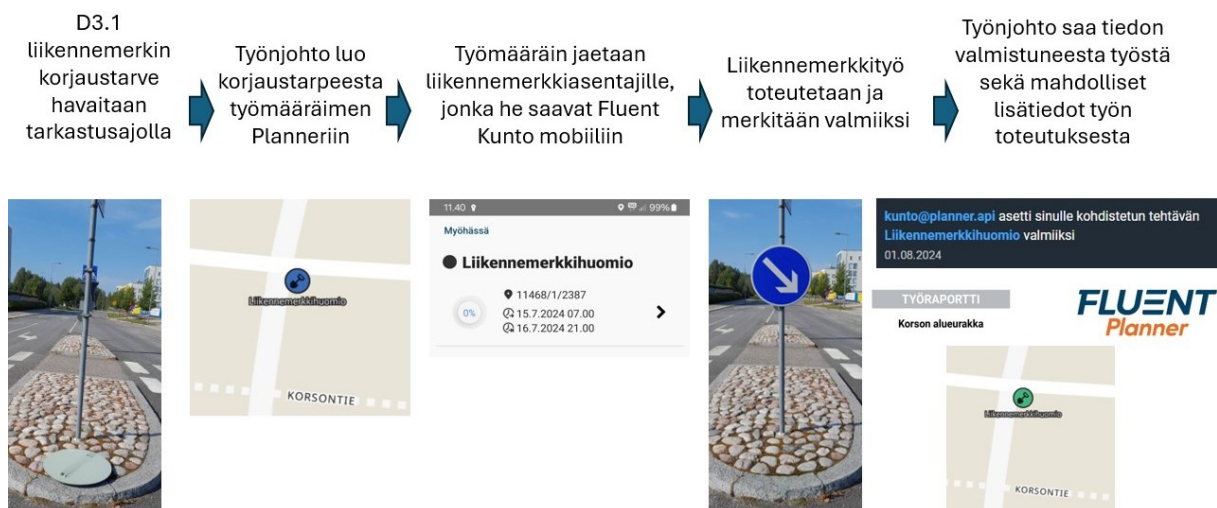 D3.1
liikennemerkin
korjaustarve
havaitaan
tarkastusajolla
Työnjohto luo
korjaustarpeesta
työmääräimen
Planneriin
Työmääräin jaetaan
liikennemerkkiasentajille,
jonka he saavat Fluent
Kunto mobiiliin
Liikennemerkkityö
toteutetaan ja
merkitään valmiiksi
Työnjohto saa tiedon
valmistuneesta työstä
sekä mahdolliset
lisätiedot työn
toteutuksesta
Liikennemerkkihuomio
KORSONTIE
11.40
99%
Myöhässä
Liikennemerkkihuomio
0%
11468/1/2387
15.7.2024 07.00
16.7.2024 21.00
kunto@planner.api asetti sinulle kohdistetun tehtävän
Liikennemerkkihuomio valmiiksi
01.08.2024
TYÖRAPORTTI
Korson alueurakka
FLUENT
Planner
Liikennemerkkihuomio
KORSONTIE